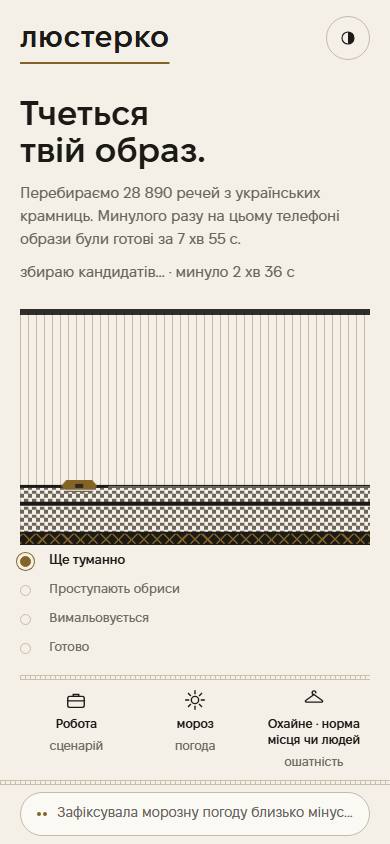 люстерко
Тчеться
твій образ.
Перебираємо 28 890 речей з українських
крамниць. Минулого разу на цьому телефоні
образи були готові за 7 хв 55 с.
збираю кандидатів… · минуло 2 хв 36 с
Ще туманно
Проступають обриси
Вимальовується
Готово
Робота
сценарій
мороз
погода
Охайне · норма
місця чи людей
ошатність
Зафіксувала морозну погоду близько мінус…